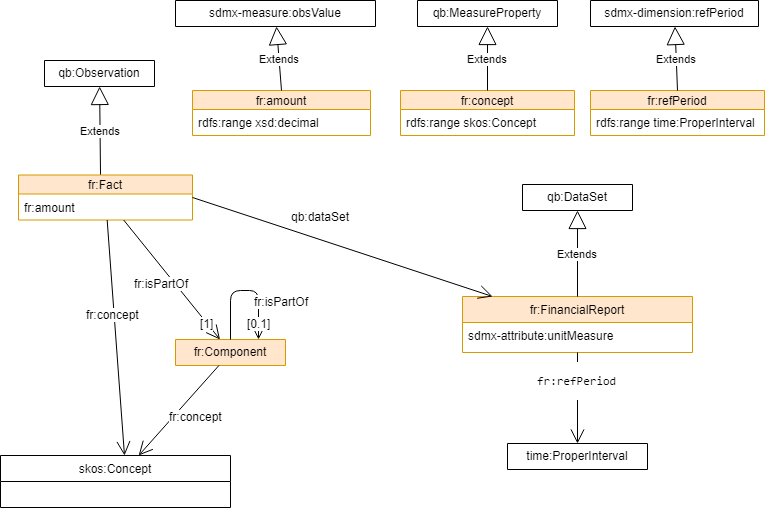 sdmx-measure:obsValue
qb:MeasureProperty
sdmx-dimension:refPeriod
Extends
Extends
Extends
qb:Observation
fr:amount
rdfs:range xsd:decimal
fr:concept
rdfs:range skos:Concept
fr:refPeriod
rdfs:range time:ProperInterval
Extends
fr:Fact
fr:amount
qb:DataSet
qb:dataSet
Extends
fr:isPartOf
fr:isPartOf
fr:concept
[1]
[0.1]
fr:FinancialReport
sdmx-attribute:unitMeasure
fr:Component
fr:refPeriod
fr:concept
time:ProperInterval
skos:Concept